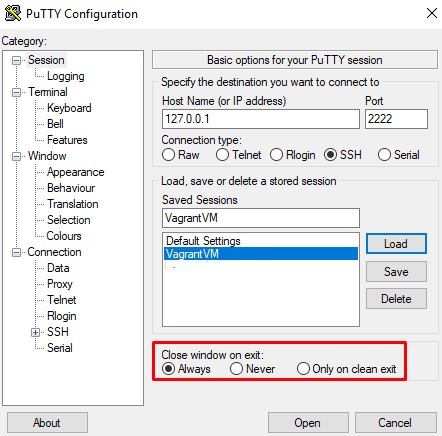 PuTTY Configuration
Category:
Session
Logging
Terminal
Keyboard
Bell
Features
Window
Appearance
Behaviour
Translation
Selection
Colours
Connection
Data
Proxy
Telnet
Rlogin
SSH
Serial
Basic options for your PuTTY session
Specify the destination you want to connect to
Host Name (or IP address) Port
127.0.0.1 2222
Connection type:
Raw Telnet Rlogin SSH Serial
Load, save or delete a stored session
Saved Sessions
VagrantVM
Default Settings
VagrantVM
Load
Save
Delete
Close window on exit:
Always Never Only on clean exit
About Open Cancel